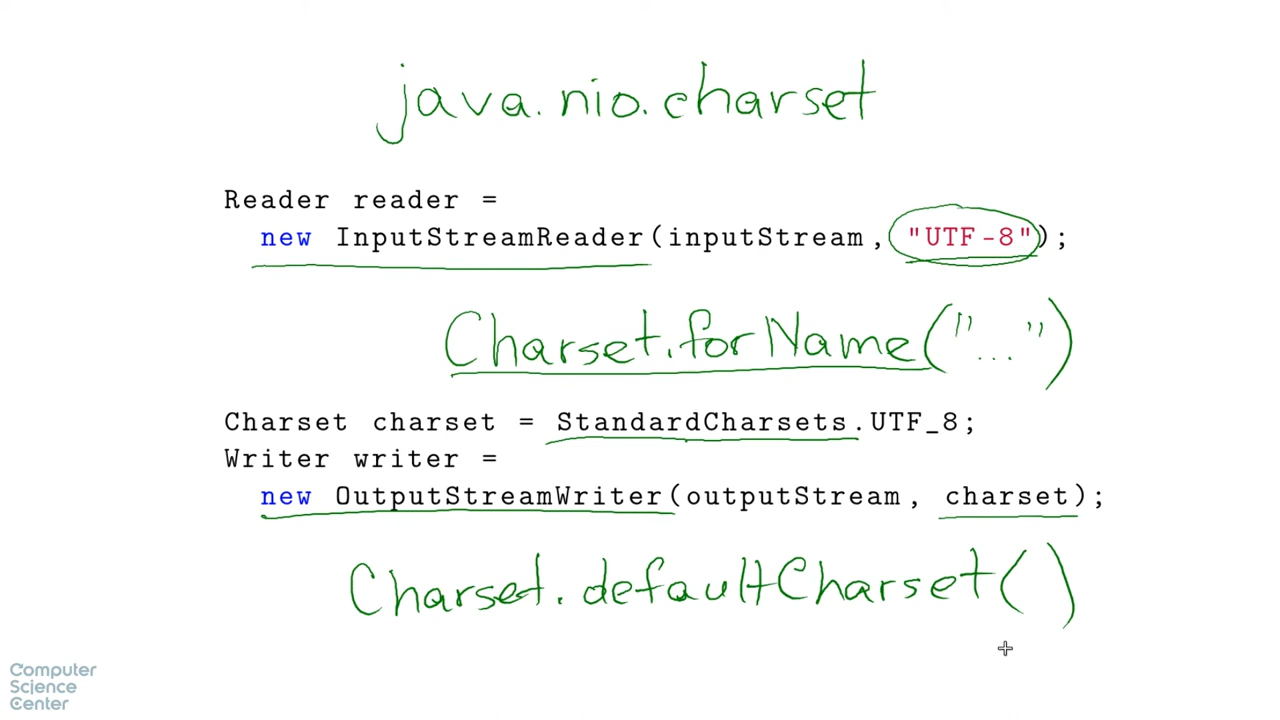 java.nio.charset
Reader reader =
new InputStreamReader(inputStream, "UTF-8");
Charset.forName("...")
Charset charset = StandardCharsets.UTF_8;
Writer writer =
new OutputStreamWriter(outputStream, charset);
Charset.defaultCharset()
Computer
Science
Center